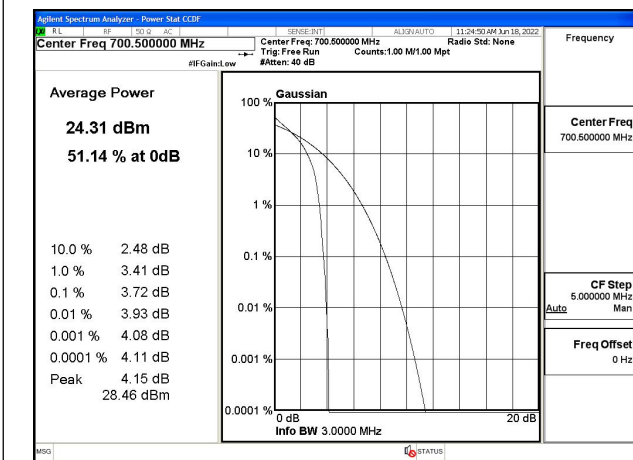 Agilent Spectrum Analyzer - Power Stat CCDF
LXI RL RF 50 Ω AC SENSE:INT ALIGN AUTO 11:24:50 AM Jun 18, 2022
Center Freq 700.500000 MHz
Center Freq: 700.500000 MHz Radio Std: None
Trig: Free Run Counts:1.00 M/1.00 Mpt
#IFGain:Low #Atten: 40 dB
Frequency
Average Power
24.31 dBm
51.14 % at 0dB
10.0 % 2.48 dB
1.0 % 3.41 dB
0.1 % 3.72 dB
0.01 % 3.93 dB
0.001 % 4.08 dB
0.0001 % 4.11 dB
Peak 4.15 dB
28.46 dBm
Gaussian
100 %
10 %
1 %
0.1 %
0.01 %
0.001 %
0.0001 %
0 dB 20 dB
Info BW 3.0000 MHz
Center Freq
700.500000 MHz
CF Step
5.000000 MHz
Auto Man
Freq Offset
0 Hz
MSG STATUS